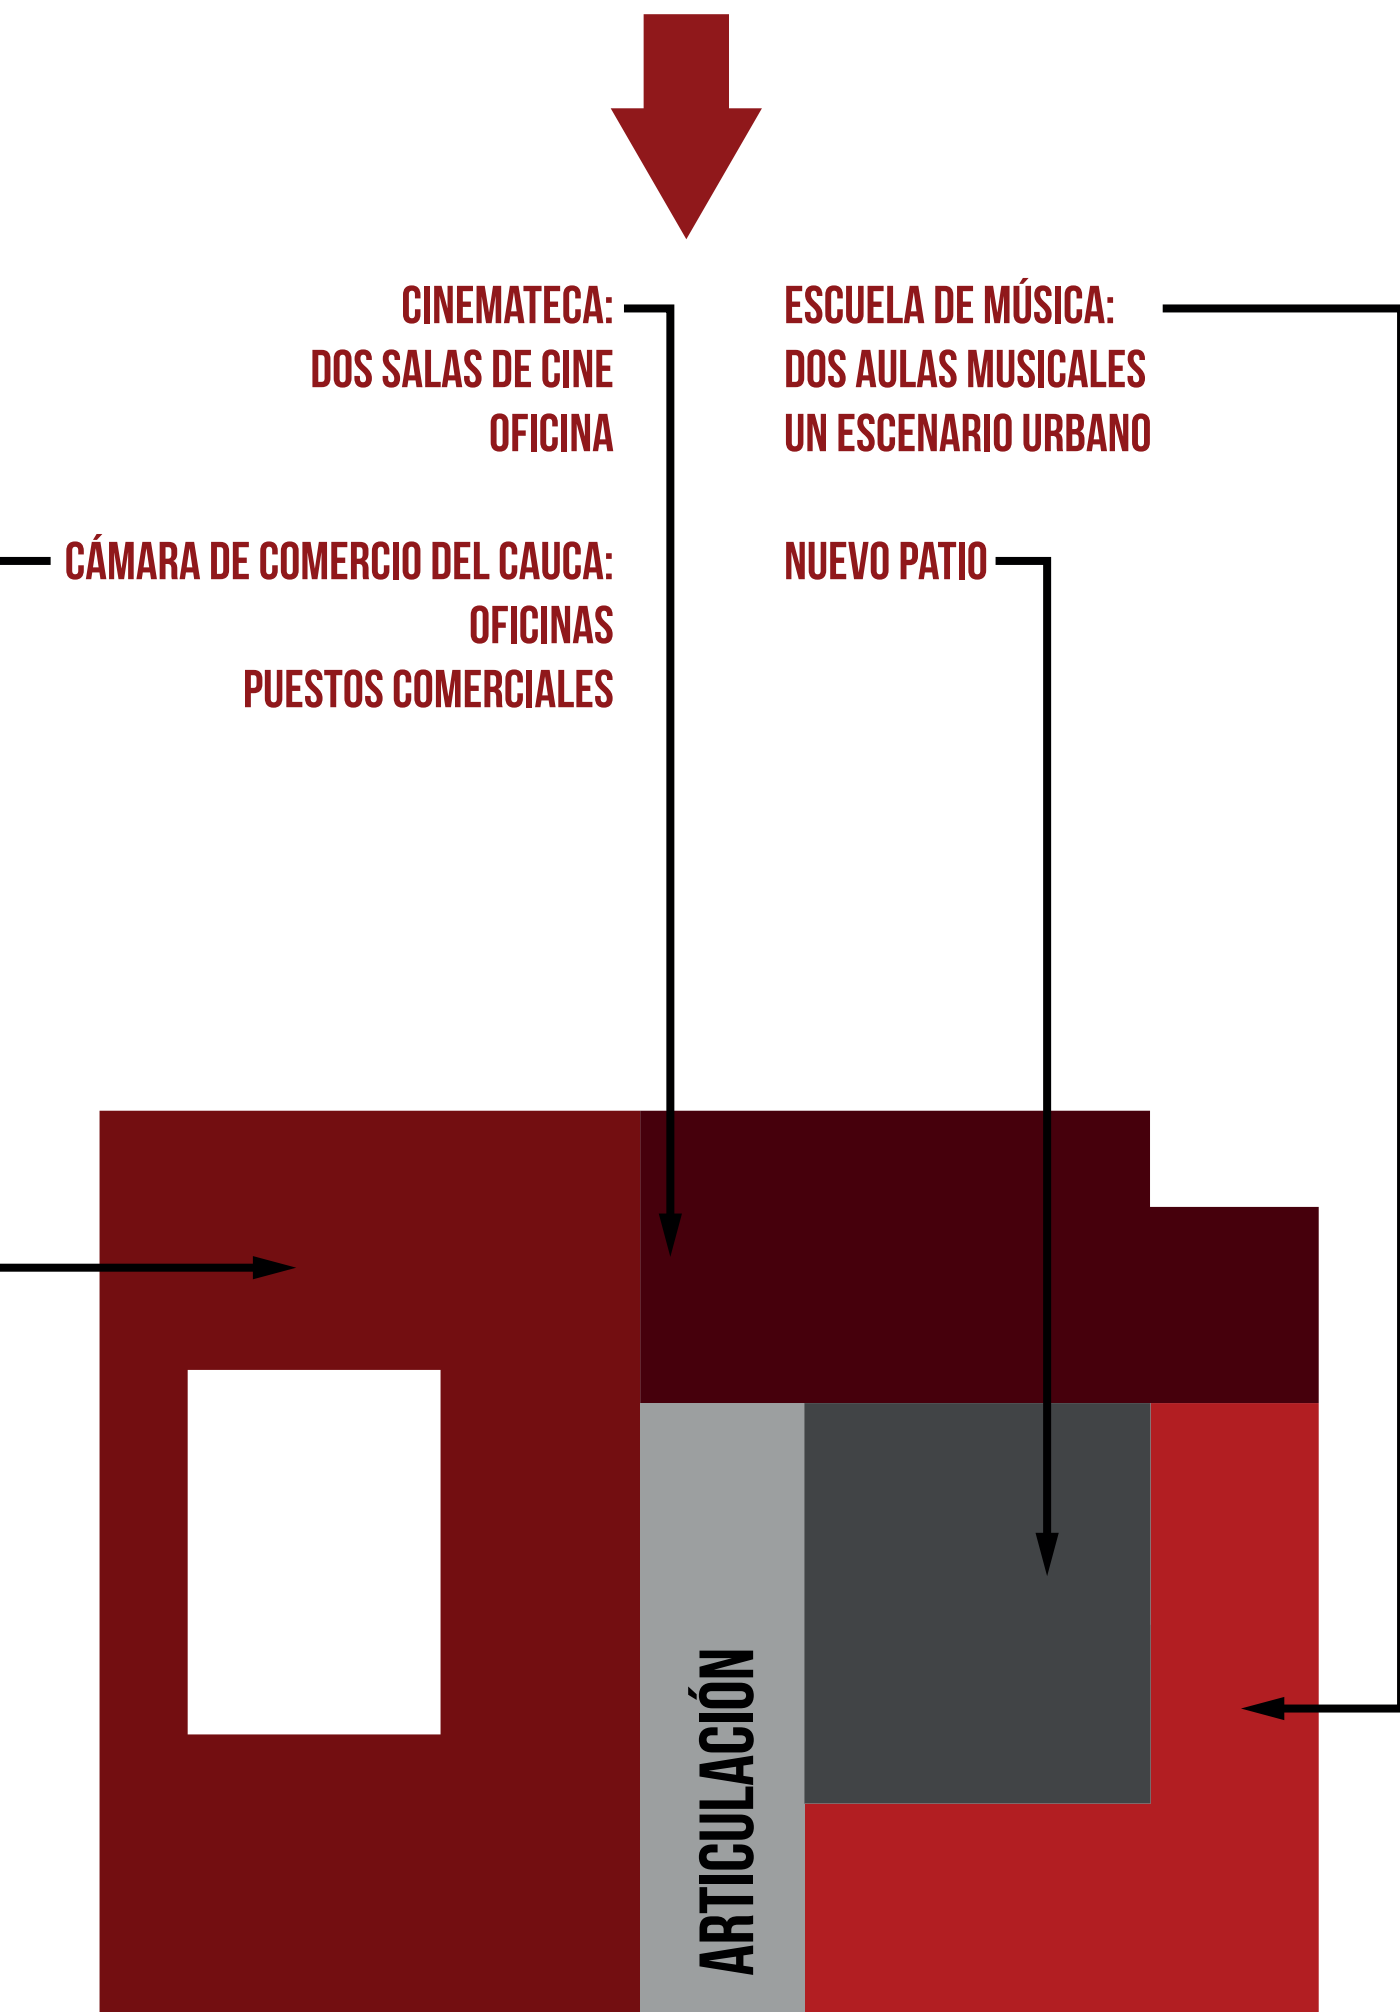 CINEMATECA:
DOS SALAS DE CINE
OFICINA
CÁMARA DE COMERCIO DEL CAUCA:
OFICINAS
PUESTOS COMERCIALES
ESCUELA DE MÚSICA:
DOS AULAS MUSICALES
UN ESCENARIO URBANO
NUEVO PATIO
ARTICULACIÓN